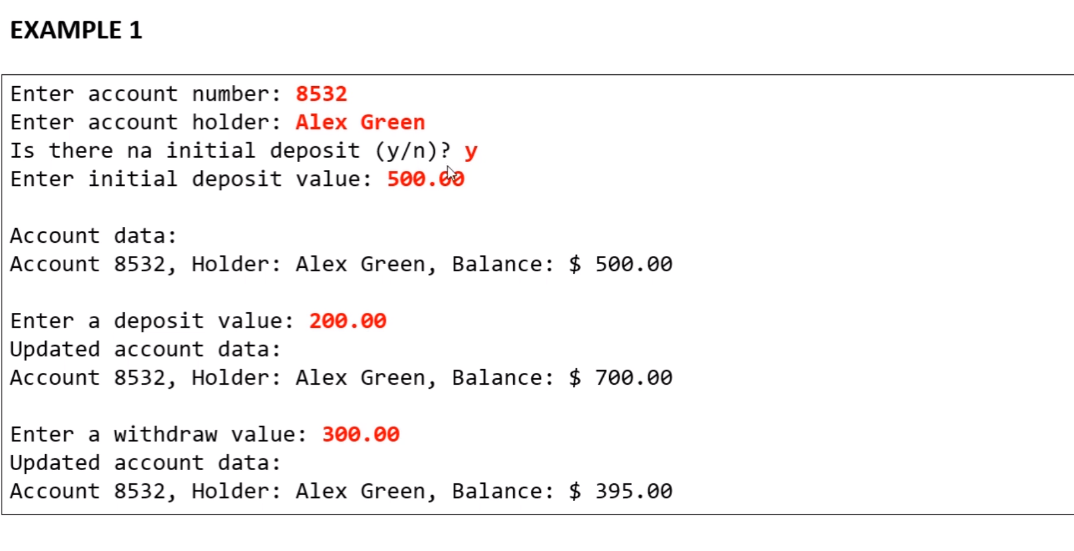 EXAMPLE 1
Enter account number: 8532
Enter account holder: Alex Green
Is there na initial deposit (y/n)? y
Enter initial deposit value: 500.00
Account data:
Account 8532, Holder: Alex Green, Balance: $ 500.00
Enter a deposit value: 200.00
Updated account data:
Account 8532, Holder: Alex Green, Balance: $ 700.00
Enter a withdraw value: 300.00
Updated account data:
Account 8532, Holder: Alex Green, Balance: $ 395.00